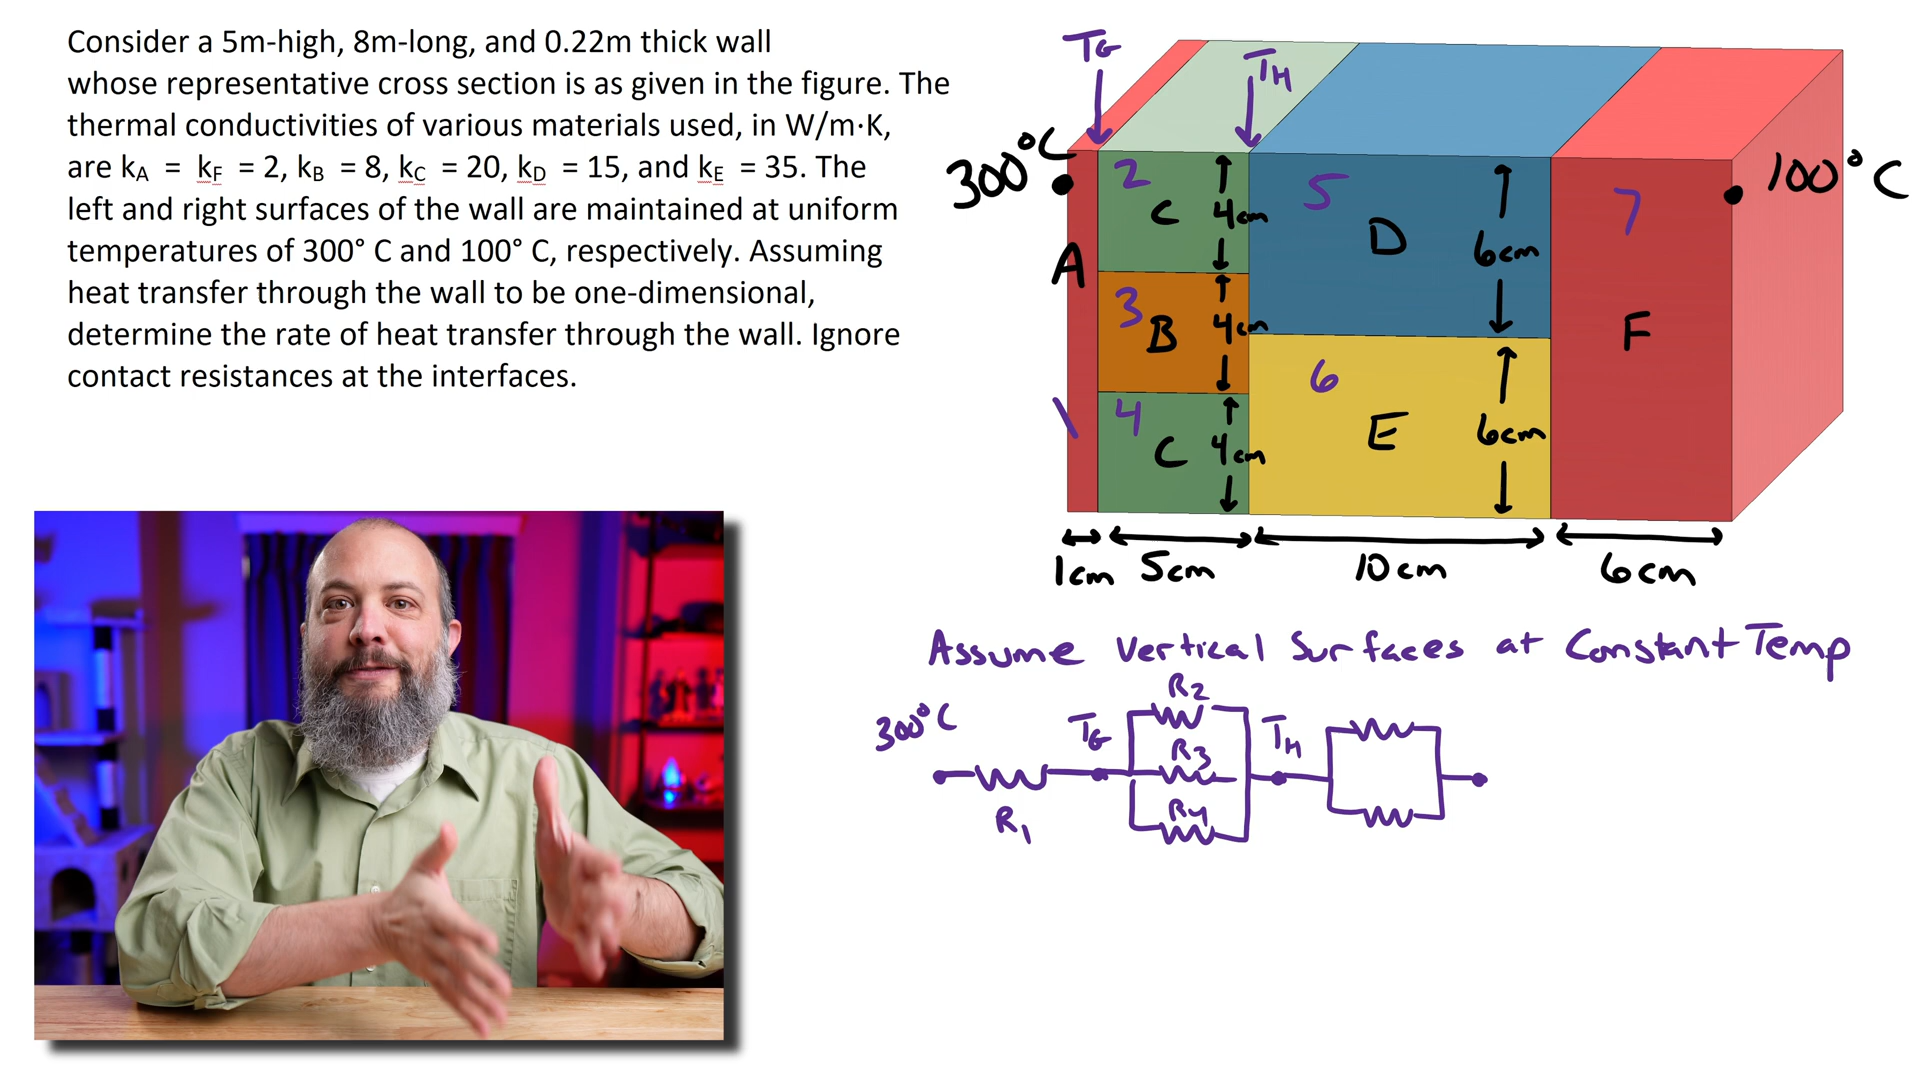 Consider a 5m-high, 8m-long, and 0.22m thick wall
whose representative cross section is as given in the figure. The
thermal conductivities of various materials used, in W/m·K,
are kA = kF = 2, kB = 8, kC = 20, kD = 15, and kE = 35. The
left and right surfaces of the wall are maintained at uniform
temperatures of 300° C and 100° C, respectively. Assuming
heat transfer through the wall to be one-dimensional,
determine the rate of heat transfer through the wall. Ignore
contact resistances at the interfaces.
TG
TH
300°C
100°C
2
C
4cm
5
D
6cm
7
A
3
B
4cm
F
1
4
C
4cm
6
E
6cm
1cm
5cm
10cm
6cm
Assume Vertical Surfaces at Constant Temp
300°C
R1
TG
R2
R3
R4
TH